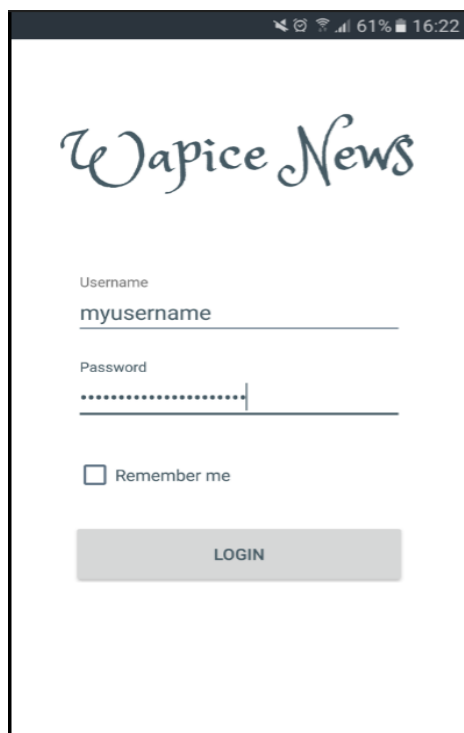 61% 16:22
Wapice News
Username
myusername
Password
••••••••••••••••••••••
Remember me
LOGIN